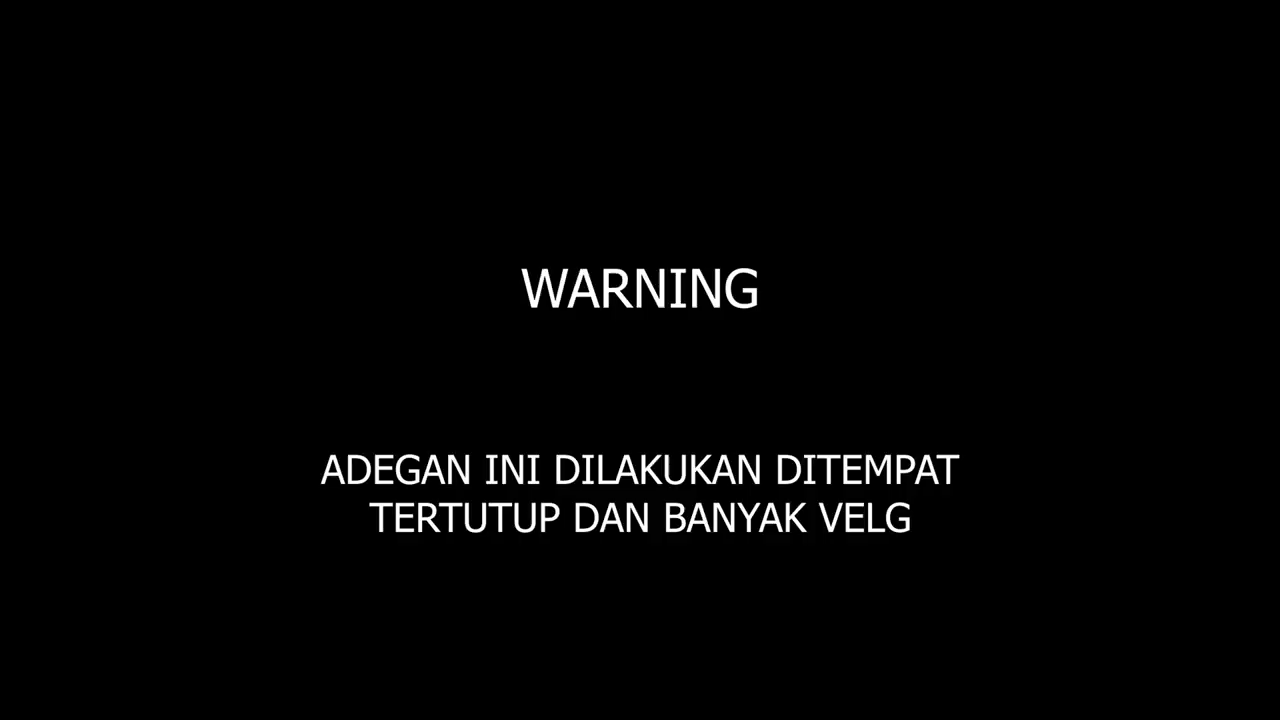 WARNING
ADEGAN INI DILAKUKAN DITEMPAT
TERTUTUP DAN BANYAK VELG